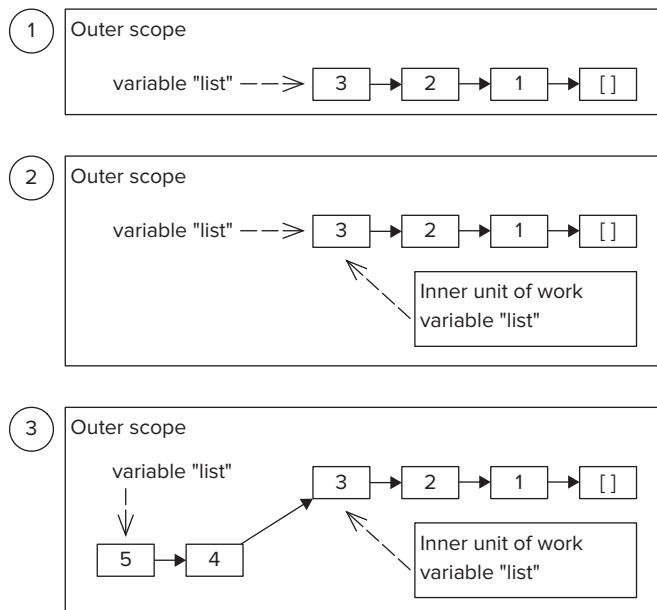 1
Outer scope
variable "list"
3 2 1 [ ]
2
Outer scope
variable "list"
3 2 1 [ ]
Inner unit of work
variable "list"
3
Outer scope
variable "list"
3 2 1 [ ]
5 4
Inner unit of work
variable "list"